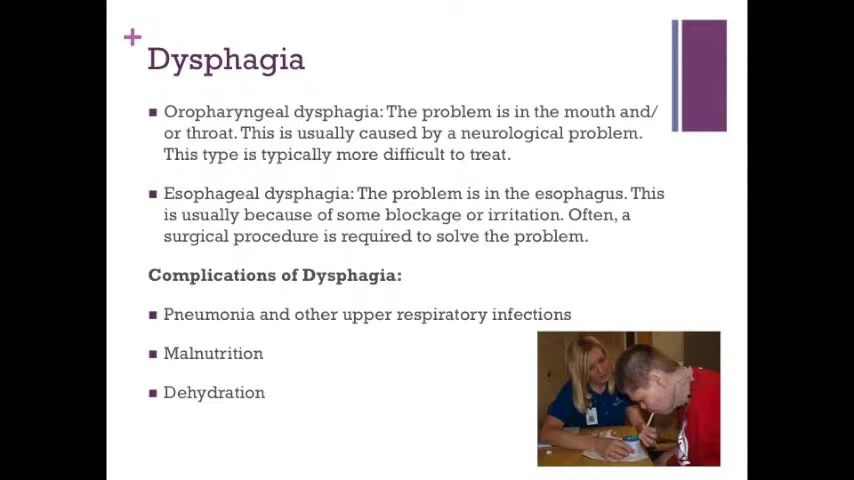 Dysphagia
Oropharyngeal dysphagia: The problem is in the mouth and/
or throat. This is usually caused by a neurological problem.
This type is typically more difficult to treat.
Esophageal dysphagia: The problem is in the esophagus. This
is usually because of some blockage or irritation. Often, a
surgical procedure is required to solve the problem.
Complications of Dysphagia:
Pneumonia and other upper respiratory infections
Malnutrition
Dehydration